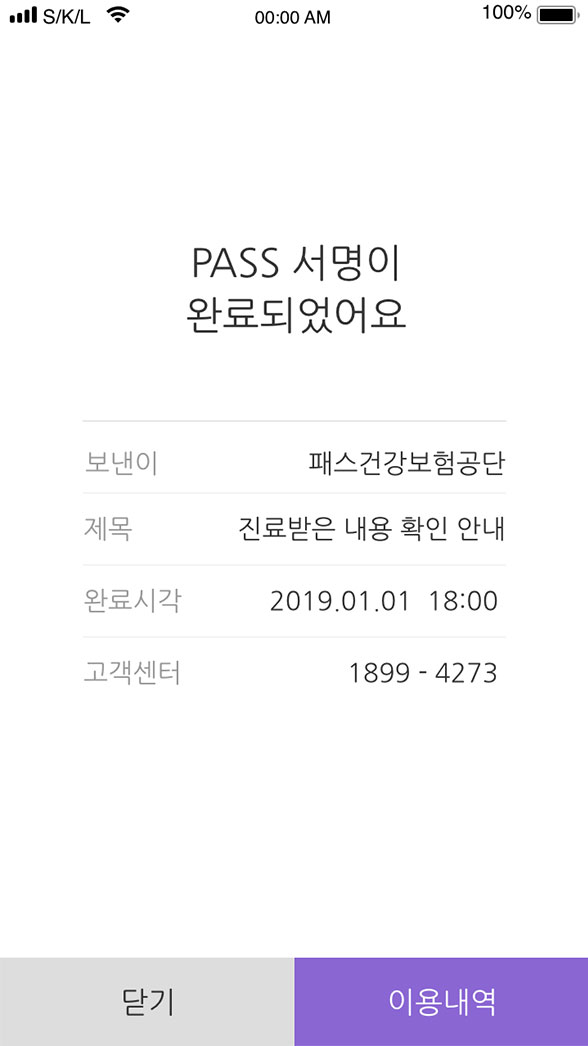 S/K/L 00:00 AM 100%
PASS 서명이
완료되었어요
보낸이 패스건강보험공단
제목 진료받은 내용 확인 안내
완료시각 2019.01.01 18:00
고객센터 1899 - 4273
닫기 이용내역